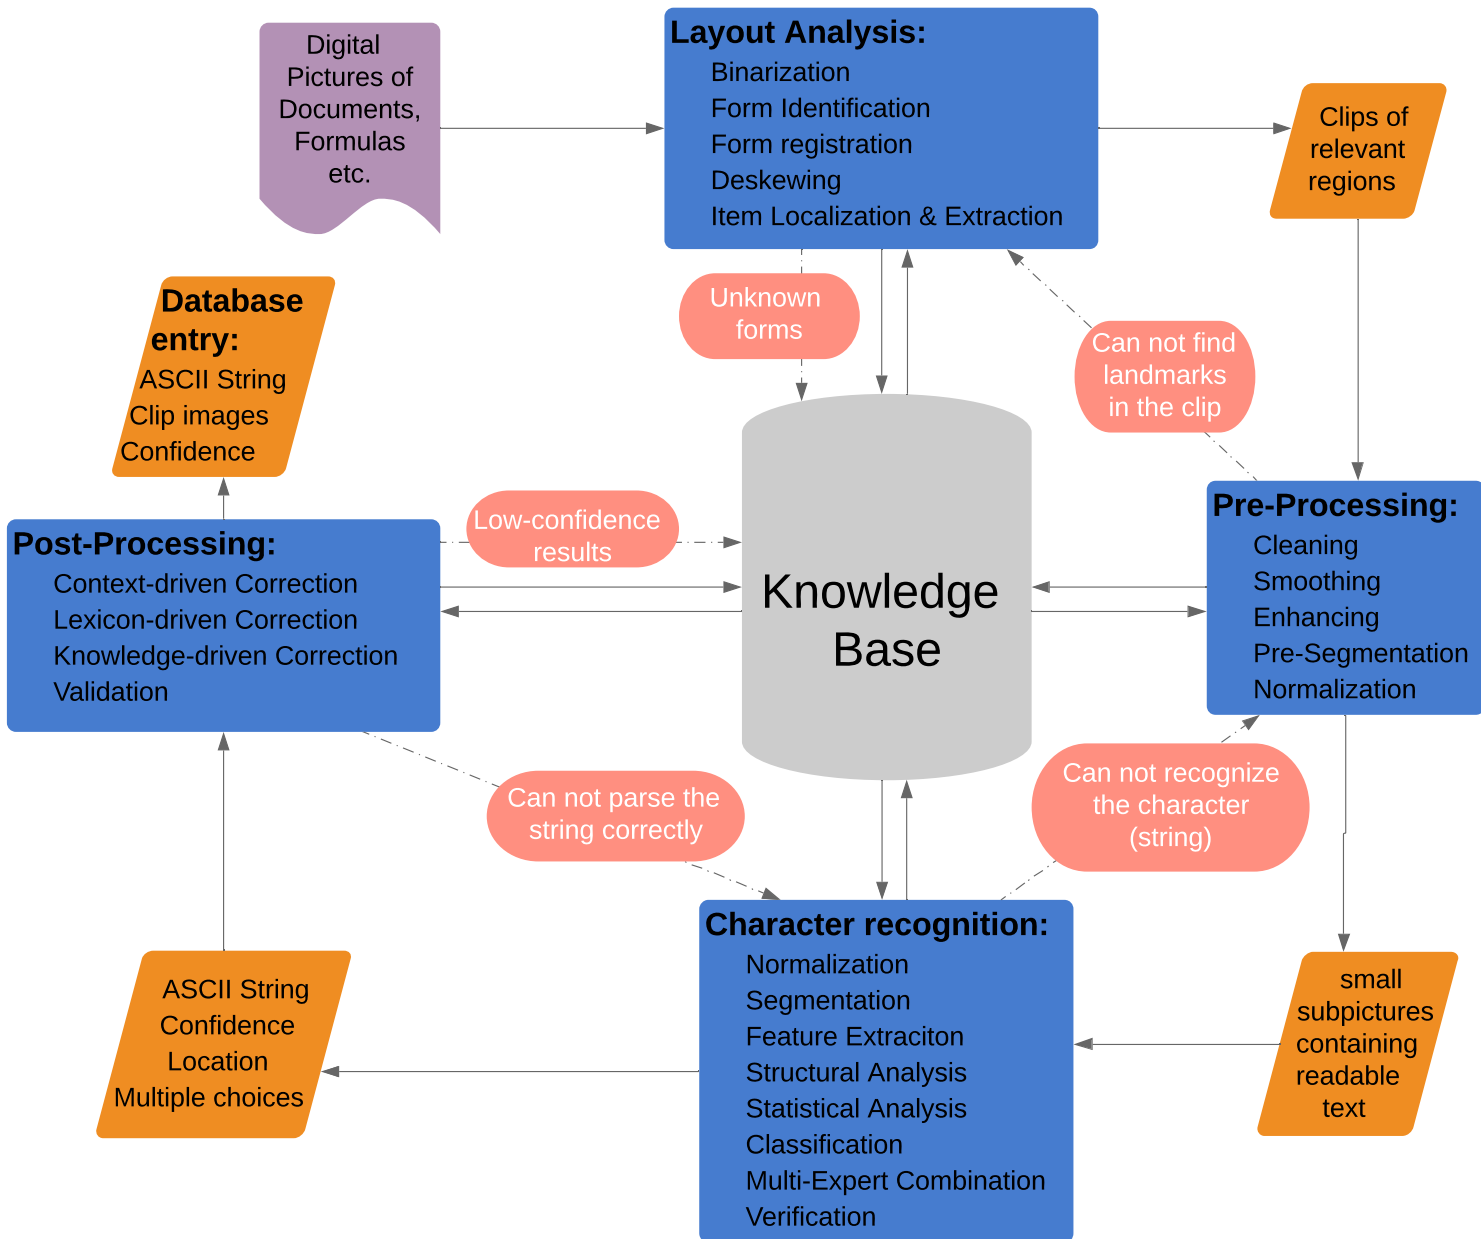 Digital
Pictures of
Documents,
Formulas
etc.
Layout Analysis:
Binarization
Form Identification
Form registration
Deskewing
Item Localization & Extraction
Clips of
relevant
regions
Unknown
forms
Can not find
landmarks
in the clip
Database
entry:
ASCII String
Clip images
Confidence
Low-confidence
results
Knowledge
Base
Pre-Processing:
Cleaning
Smoothing
Enhancing
Pre-Segmentation
Normalization
Post-Processing:
Context-driven Correction
Lexicon-driven Correction
Knowledge-driven Correction
Validation
Can not parse the
string correctly
Can not recognize
the character
(string)
Character recognition:
Normalization
Segmentation
Feature Extraciton
Structural Analysis
Statistical Analysis
Classification
Multi-Expert Combination
Verification
small
subpictures
containing
readable
text
ASCII String
Confidence
Location
Multiple choices